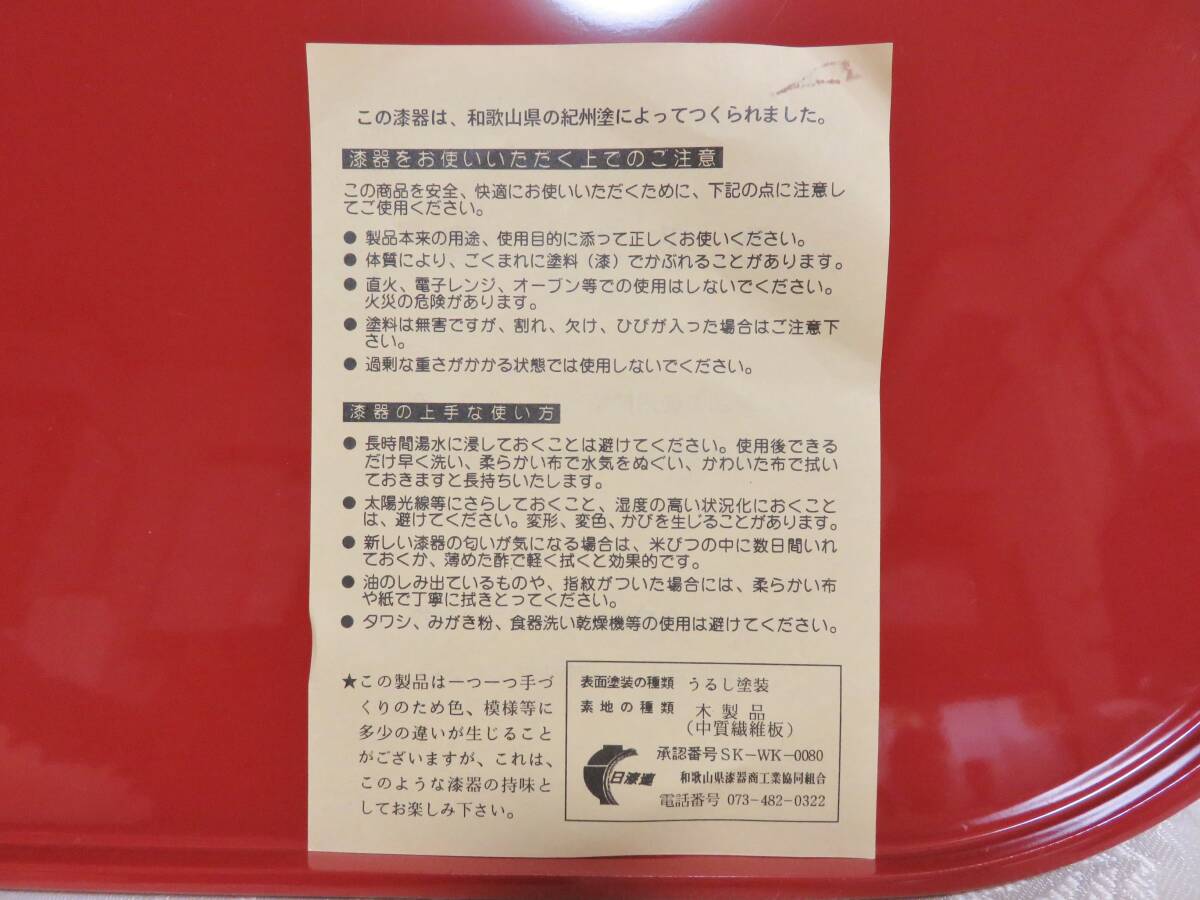 この漆器は、和歌山県の紀州塗によってつくられました。
漆器をお使いいただく上でのご注意
この商品を安全、快適にお使いいただくために、下記の点に注意し
てご使用ください。
● 製品本来の用途、使用目的に添って正しくお使いください。
● 体質により、ごくまれに塗料（漆）でかぶれることがあります。
● 直火、電子レンジ、オーブン等での使用はしないでください。
火災の危険があります。
● 塗料は無害ですが、割れ、欠け、ひびが入った場合はご注意下
さい。
● 過剰な重さがかかる状態では使用しないでください。
漆器の上手な使い方
● 長時間湯水に浸しておくことは避けてください。使用後できる
だけ早く洗い、柔らかい布で水気をぬぐい、かわいた布で拭い
ておきますと長持ちいたします。
● 太陽光線等にさらしておくこと、湿度の高い状況化におくこと
は、避けてください。変形、変色、かびを生じることがあります。
● 新しい漆器の匂いが気になる場合は、米びつの中に数日間いれ
ておくか、薄めた酢で軽く拭くと効果的です。
● 油のしみ出ているものや、指紋がついた場合には、柔らかい布
や紙で丁寧に拭きとってください。
● タワシ、みがき粉、食器洗い乾燥機等の使用は避けてください。
★この製品は一つ一つ手づ
くりのため色、模様等に
多少の違いが生じること
がございますが、これは、
このような漆器の持味と
してお楽しみ下さい。
表面塗装の種類 うるし塗装
素地の種類 木製品
（中質繊維板）
承認番号SK－WK－0080
日漆連 和歌山県漆器商工業協同組合
電話番号 073－482－0322